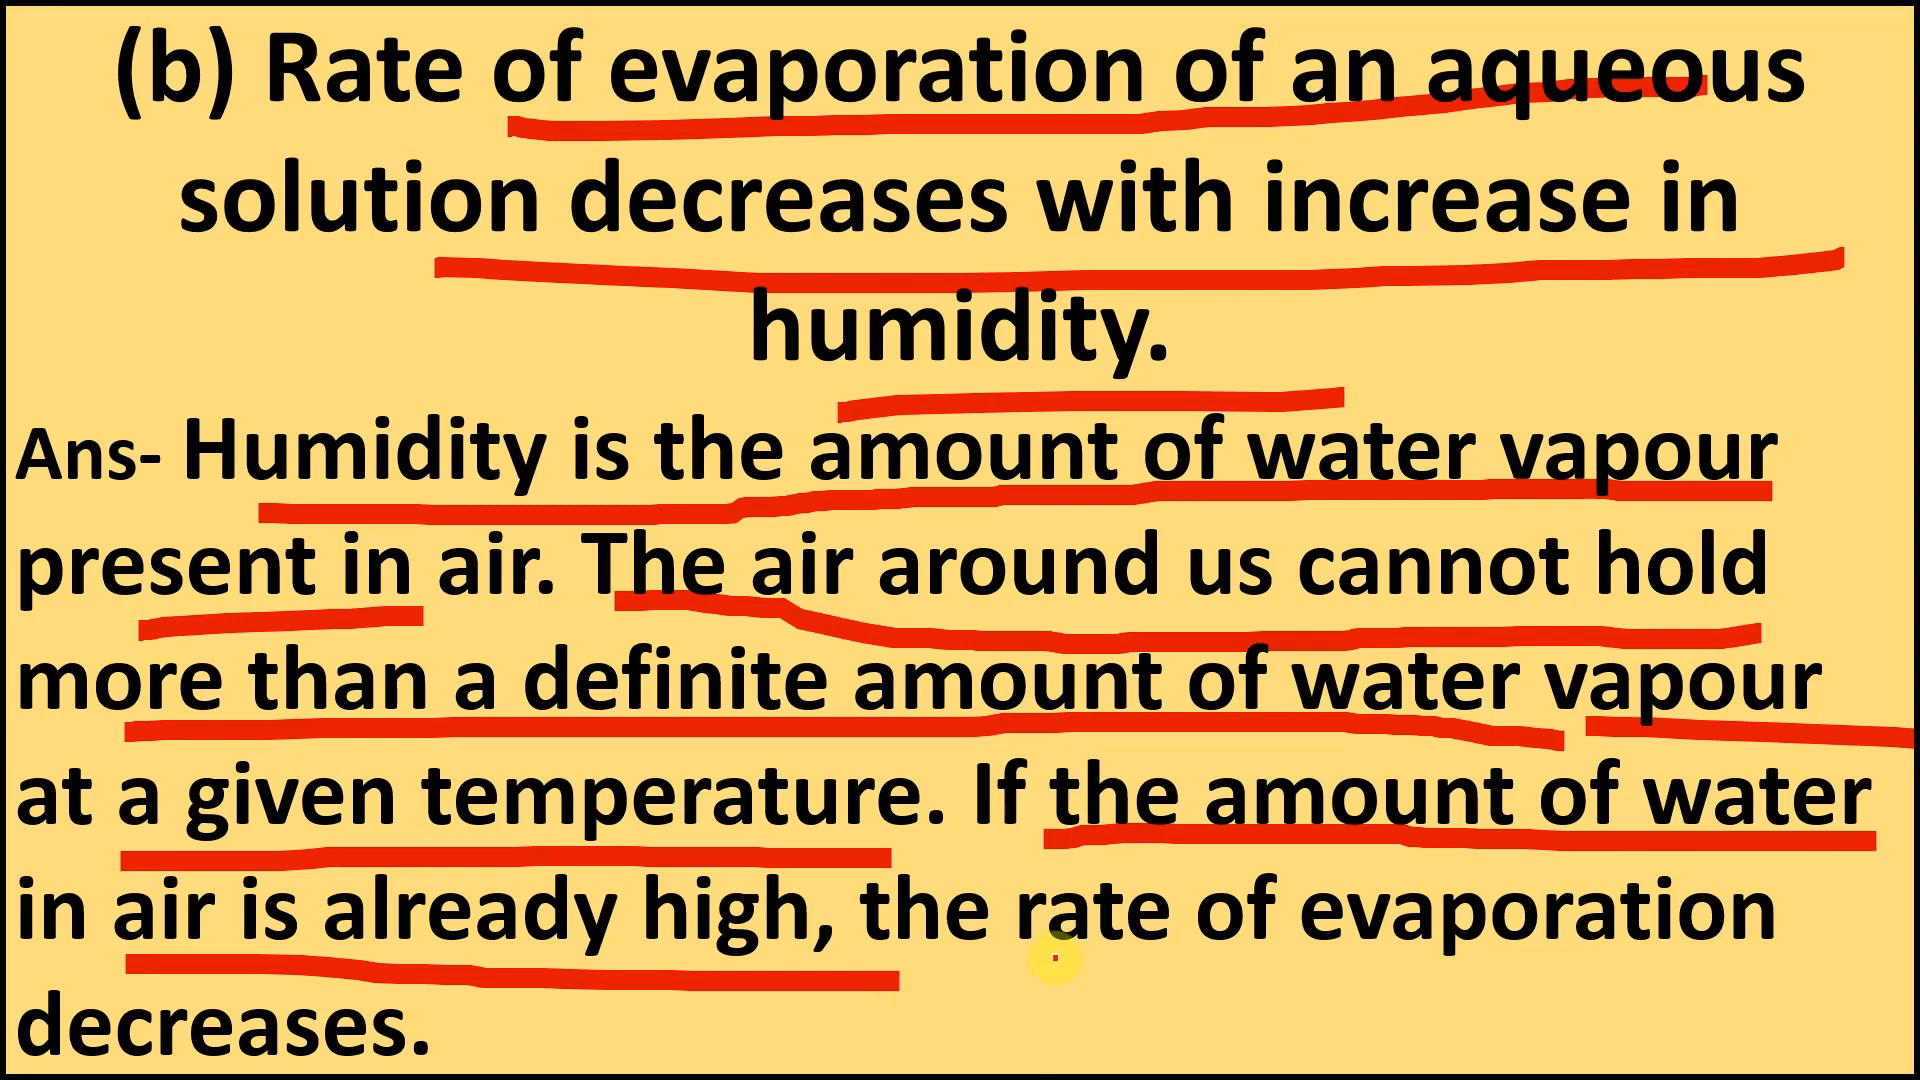 (b) Rate of evaporation of an aqueous
solution decreases with increase in
humidity.
Ans- Humidity is the amount of water vapour
present in air. The air around us cannot hold
more than a definite amount of water vapour
at a given temperature. If the amount of water
in air is already high, the rate of evaporation
decreases.